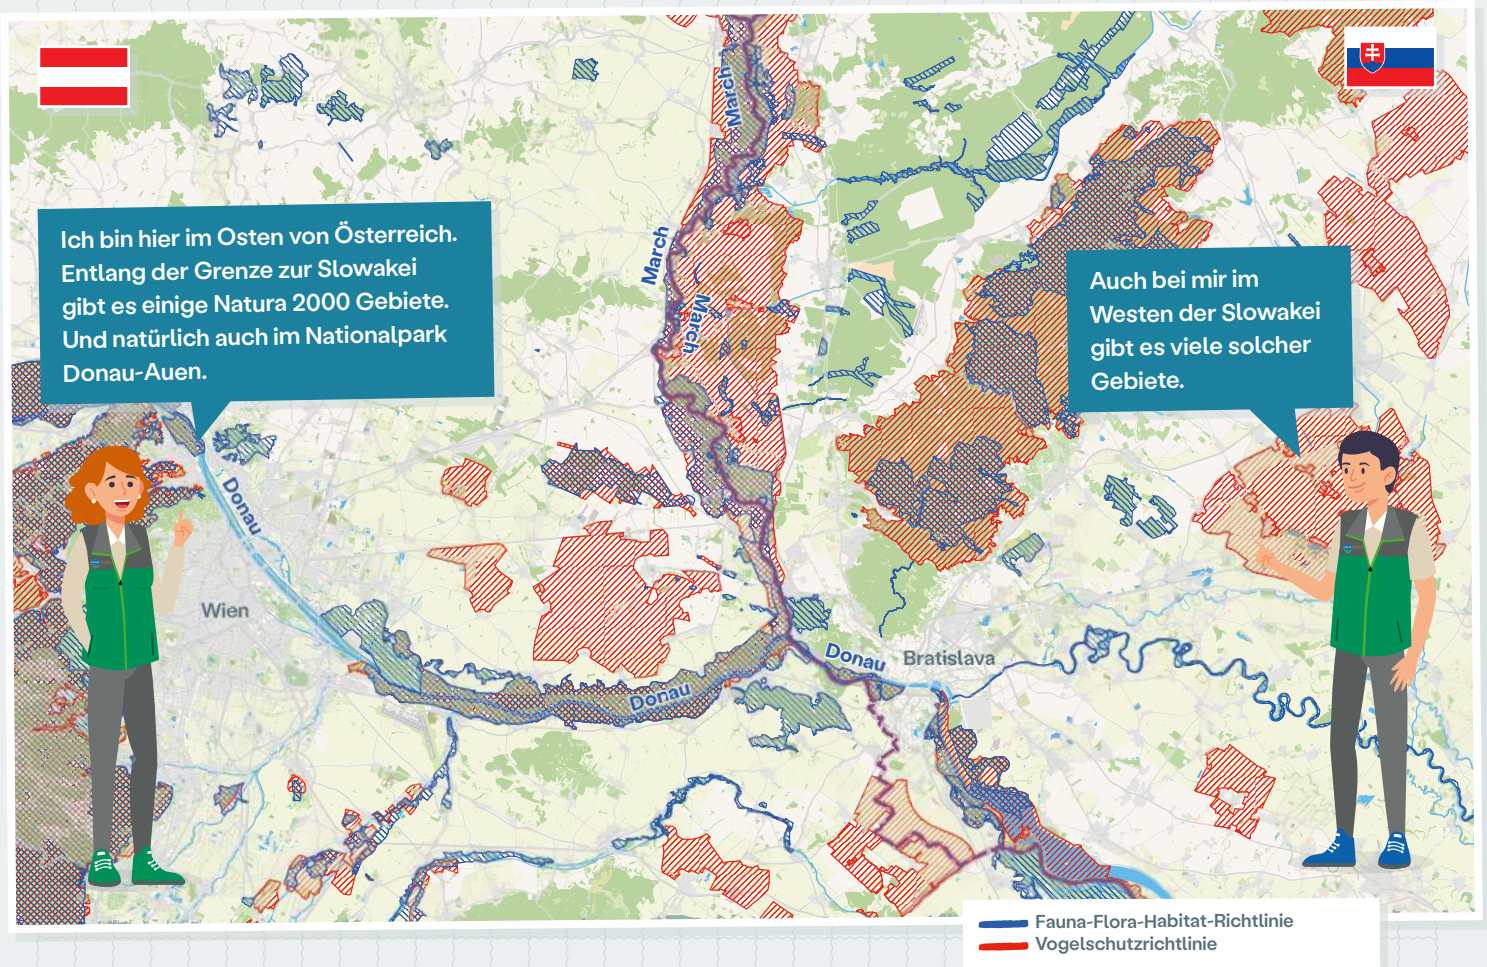 Ich bin hier im Osten von Österreich.
Entlang der Grenze zur Slowakei
gibt es einige Natura 2000 Gebiete.
Und natürlich auch im Nationalpark
Donau-Auen.
Auch bei mir im
Westen der Slowakei
gibt es viele solcher
Gebiete.
March
March
March
Donau
Wien
Donau
Donau
Bratislava
Fauna-Flora-Habitat-Richtlinie
Vogelschutzrichtlinie